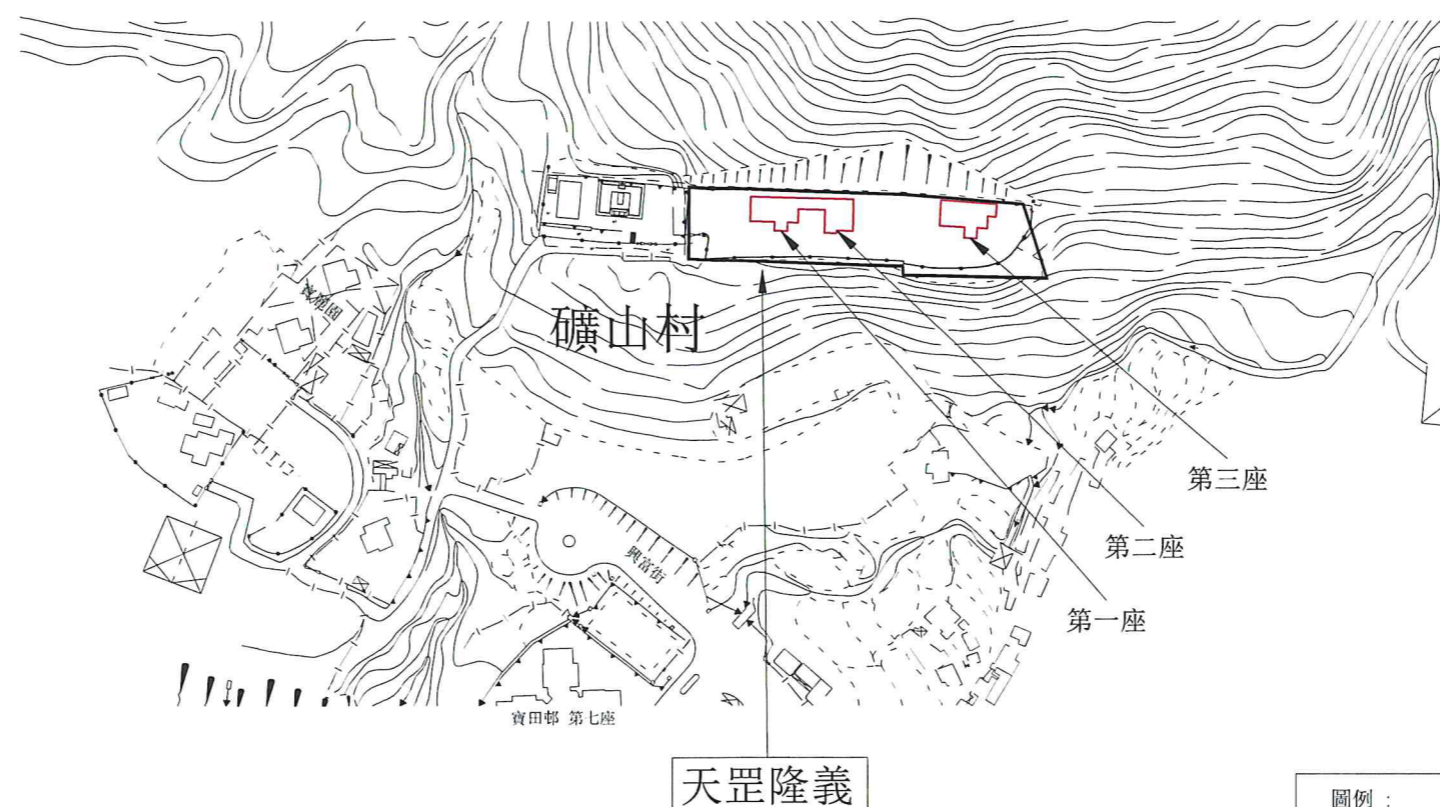 礦山村
興富街
第三座
第二座
第一座
寶田邨 第七座
天罡隆義
圖例 :